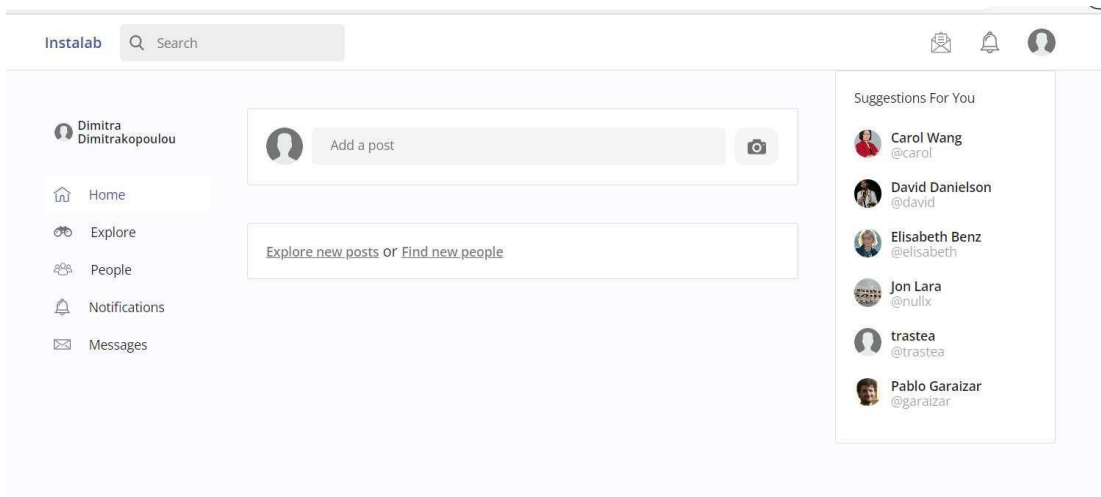 Instalab
Search
Dimitra
Dimitrakopoulou
Home
Explore
People
Notifications
Messages
Add a post
Explore new posts or Find new people
Suggestions For You
Carol Wang
@carol
David Danielson
@david
Elisabeth Benz
@elisabeth
Jon Lara
@nullx
trastea
@trastea
Pablo Garaizar
@garaizar